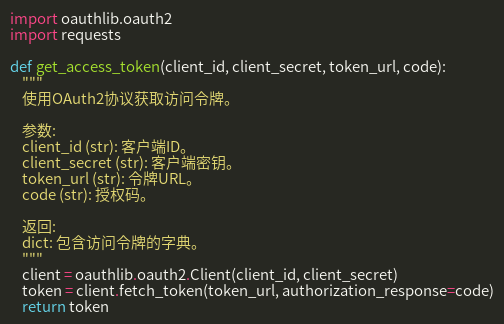 import oauthlib.oauth2
import requests

def get_access_token(client_id, client_secret, token_url, code):
    """
    使用OAuth2协议获取访问令牌。

    参数:
    client_id (str): 客户端ID。
    client_secret (str): 客户端密钥。
    token_url (str): 令牌URL。
    code (str): 授权码。

    返回:
    dict: 包含访问令牌的字典。
    """
    client = oauthlib.oauth2.Client(client_id, client_secret)
    token = client.fetch_token(token_url, authorization_response=code)
    return token